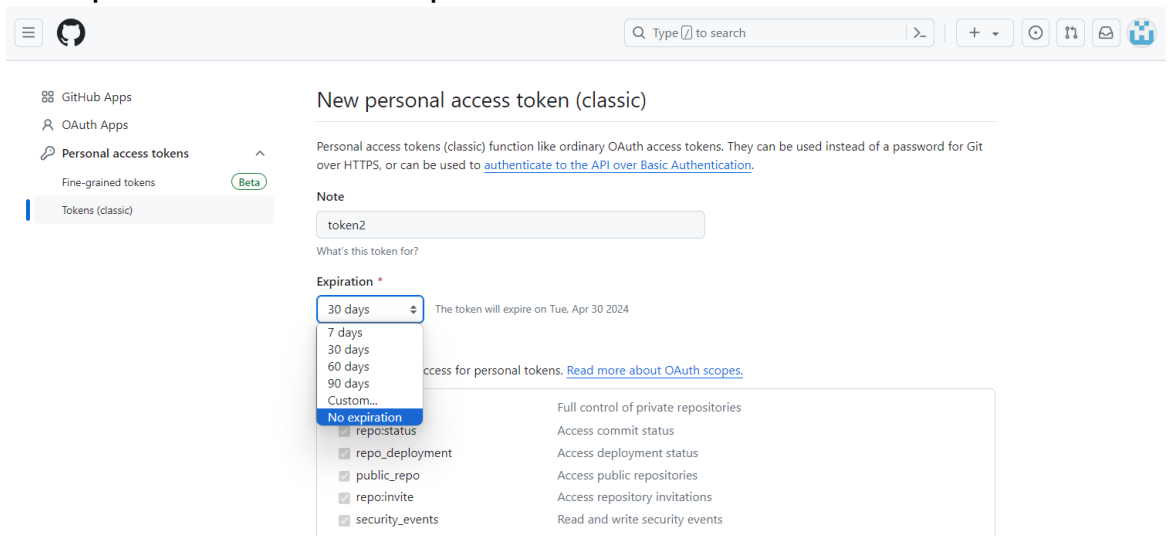 Type / to search
GitHub Apps
OAuth Apps
Personal access tokens
Fine-grained tokens Beta
Tokens (classic)
New personal access token (classic)
Personal access tokens (classic) function like ordinary OAuth access tokens. They can be used instead of a password for Git
over HTTPS, or can be used to authenticate to the API over Basic Authentication.
Note
token2
What's this token for?
Expiration *
30 days The token will expire on Tue, Apr 30 2024
7 days
30 days
60 days
90 days
Custom...
No expiration
for personal tokens. Read more about OAuth scopes.
Full control of private repositories
repo:status Access commit status
repo_deployment Access deployment status
public_repo Access public repositories
repo:invite Access repository invitations
security_events Read and write security events